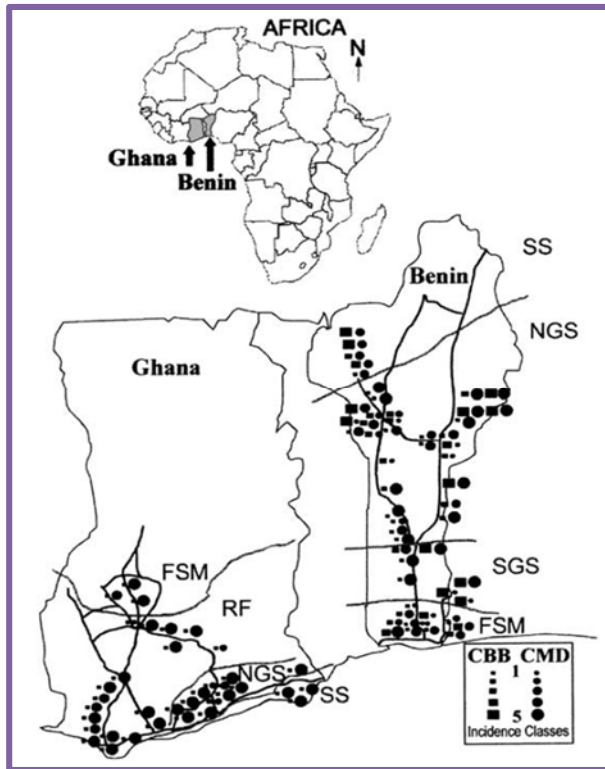 AFRICA
N
Ghana
Benin
SS
Benin
NGS
Ghana
SGS
FSM
RF
FSM
NGS
SS
CBB CMD
1
5
Incidence Classes